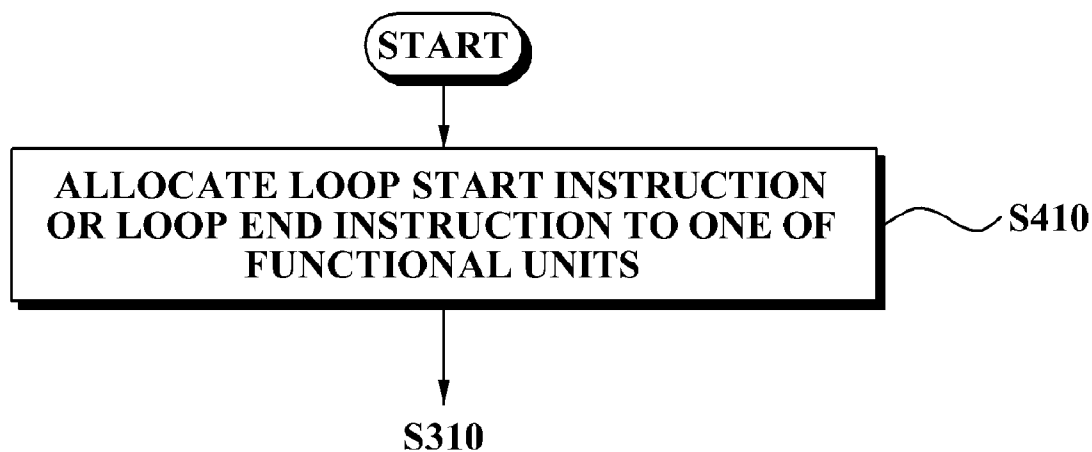 START
ALLOCATE LOOP START INSTRUCTION
OR LOOP END INSTRUCTION TO ONE OF
FUNCTIONAL UNITS
S410
S310